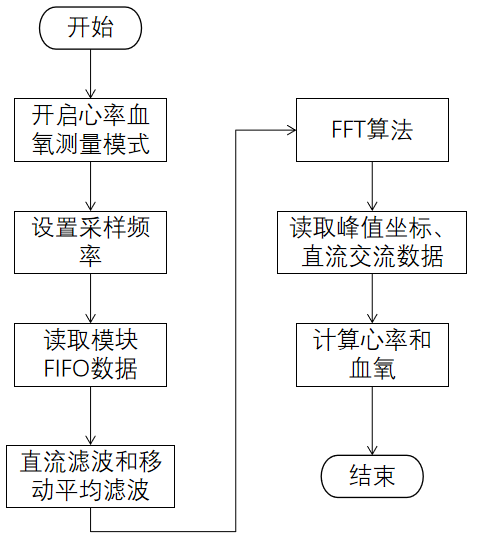 开始
开启心率血
氧测量模式
设置采样频
率
读取模块
FIFO数据
直流滤波和移
动平均滤波
FFT算法
读取峰值坐标、
直流交流数据
计算心率和
血氧
结束